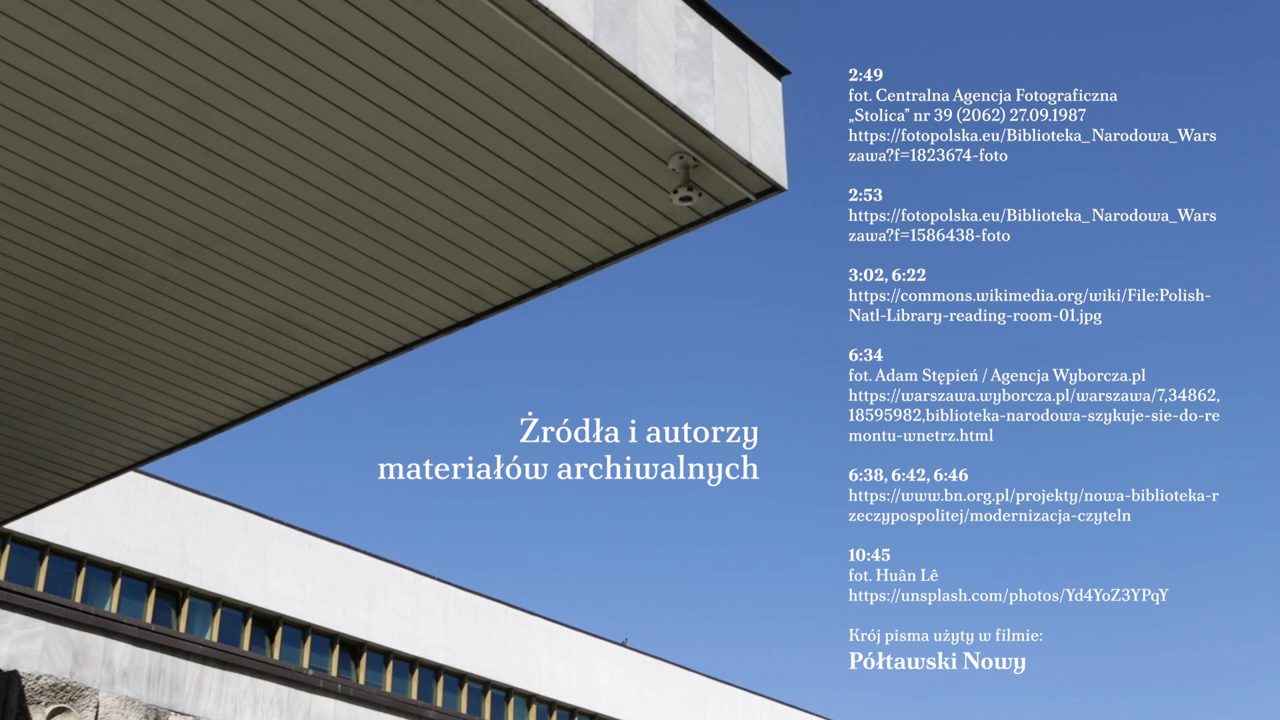 Żródła i autorzy
materiałów archiwalnych
2:49
fot. Centralna Agencja Fotograficzna
„Stolica” nr 39 (2062) 27.09.1987
https://fotopolska.eu/Biblioteka_Narodowa_Wars
zawa?f=1823674-foto
2:53
https://fotopolska.eu/Biblioteka_Narodowa_Wars
zawa?f=1586438-foto
3:02, 6:22
https://commons.wikimedia.org/wiki/File:Polish-
Natl-Library-reading-room-01.jpg
6:34
fot. Adam Stępień / Agencja Wyborcza.pl
https://warszawa.wyborcza.pl/warszawa/7,34862,
18595982,biblioteka-narodowa-szykuje-sie-do-re
montu-wnetrz.html
6:38, 6:42, 6:46
https://www.bn.org.pl/projekty/nowa-biblioteka-r
zeczypospolitej/modernizacja-czyteln
10:45
fot. Huân Lê
https://unsplash.com/photos/Yd4YoZ3YPqY
Krój pisma użyty w filmie:
Półtawski Nowy